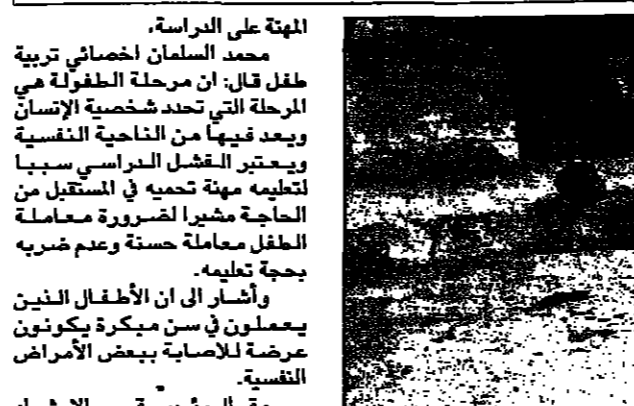 المهنة على الدراسة،
محمد السلمان اخصائي تربية
طفل قال: ان مرحلة الطفولة هي
المرحلة التي تحدد شخصية الإنسان
ويعد فيها من الناحية النفسية
ويعتبر الفشل الدراسي سببا
لتعليمه مهنة تحميه في المستقبل من
الحاجة مشيرا لضرورة معاملة
الطفل معاملة حسنة وعدم ضربه
بحجة تعليمه.
وأشار الى ان الأطفال الذين
يعملون في سن مبكرة يكونون
عرضة للاصابة ببعض الأمراض
النفسية.